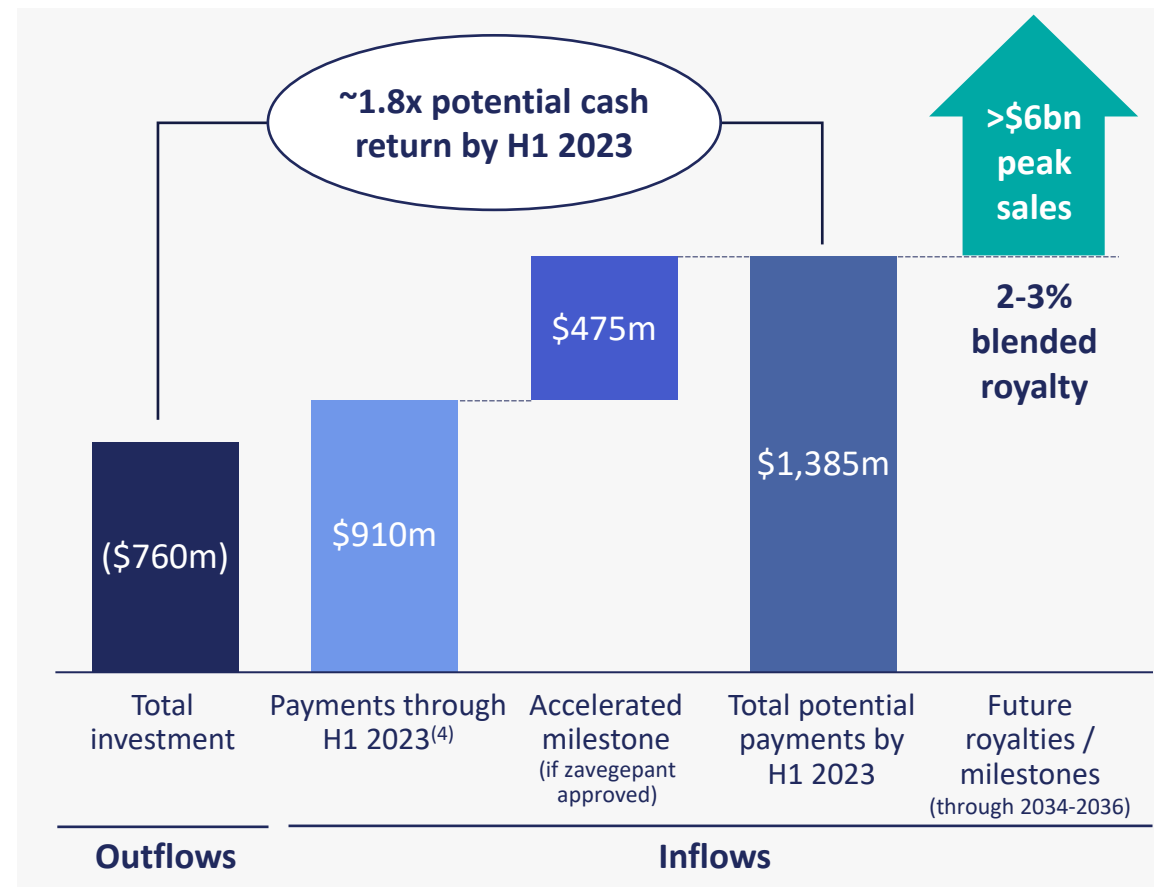 ~1.8x potential cash
return by H1 2023
>$6bn
peak
sales
2-3%
blended
royalty
$475m
$1,385m
$910m
($760m)
Total
investment
Payments through
H1 2023(4)
Accelerated
milestone
(if zavegepant
approved)
Total potential
payments by
H1 2023
Future
royalties /
milestones
(through 2034-2036)
Outflows
Inflows